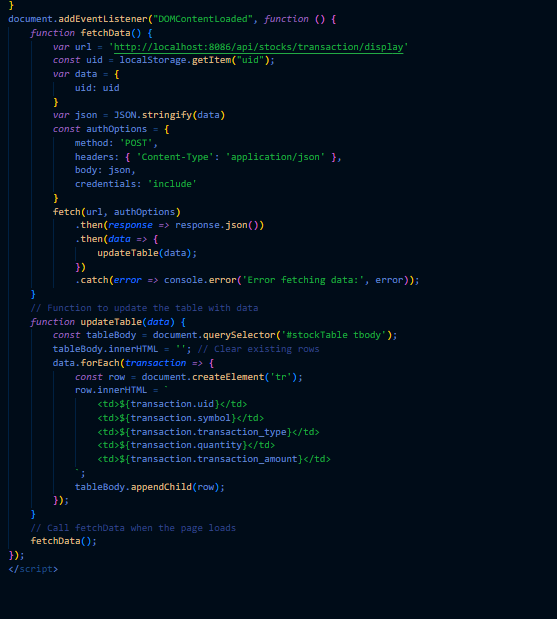 }
document.addEventListener("DOMContentLoaded", function () {
    function fetchData() {
        var url = 'http://localhost:8086/api/stocks/transaction/display'
        const uid = localStorage.getItem("uid");
        var data = {
            uid: uid
        }
        var json = JSON.stringify(data)
        const authOptions = {
            method: 'POST',
            headers: { 'Content-Type': 'application/json' },
            body: json,
            credentials: 'include'
        }
        fetch(url, authOptions)
            .then(response => response.json())
            .then(data => {
                updateTable(data);
            })
            .catch(error => console.error('Error fetching data:', error));
    }
    // Function to update the table with data
    function updateTable(data) {
        const tableBody = document.querySelector('#stockTable tbody');
        tableBody.innerHTML = ''; // Clear existing rows
        data.forEach(transaction => {
            const row = document.createElement('tr');
            row.innerHTML = `
                <td>${transaction.uid}</td>
                <td>${transaction.symbol}</td>
                <td>${transaction.transaction_type}</td>
                <td>${transaction.quantity}</td>
                <td>${transaction.transaction_amount}</td>
            `;
            tableBody.appendChild(row);
        });
    }
    // Call fetchData when the page loads
    fetchData();
});
</script>